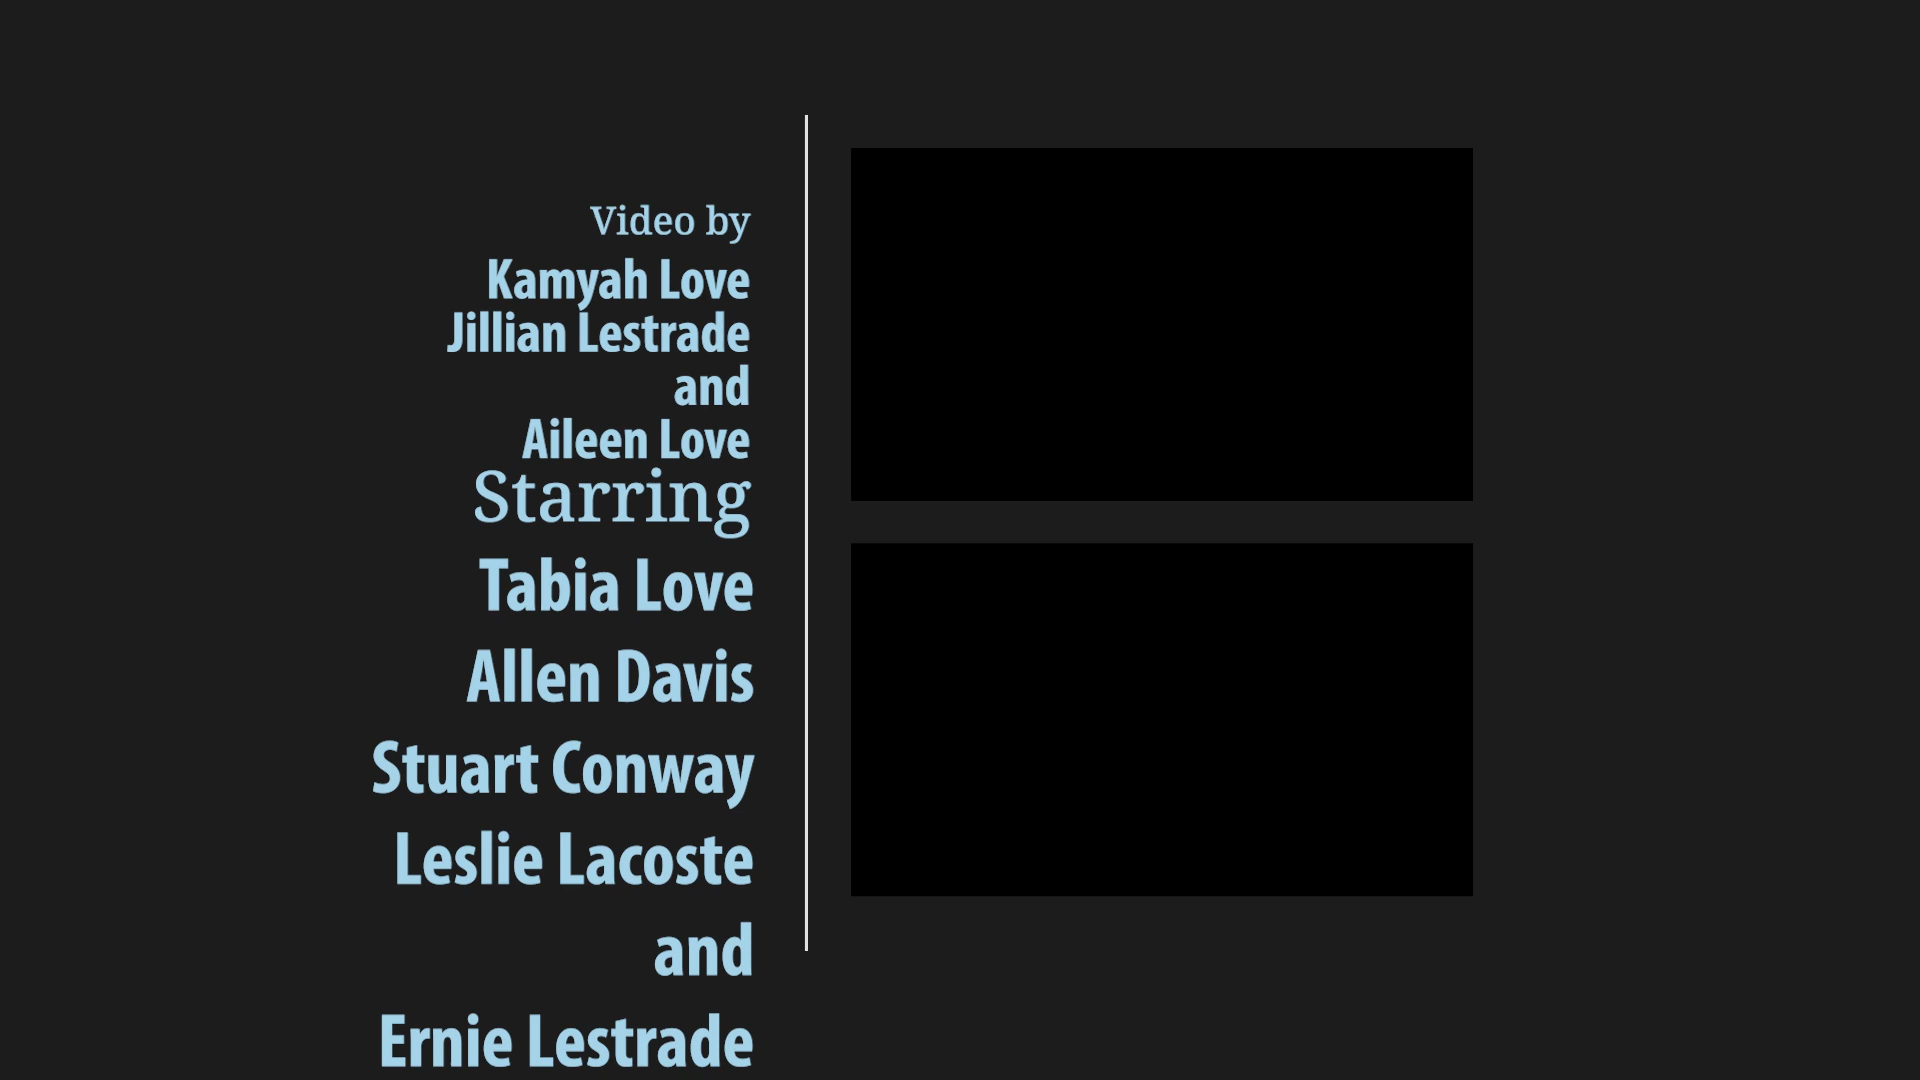 Video by
Kamyah Love
Jillian Lestrade
and
Aileen Love
Starring
Tabia Love
Allen Davis
Stuart Conway
Leslie Lacoste
and
Ernie Lestrade